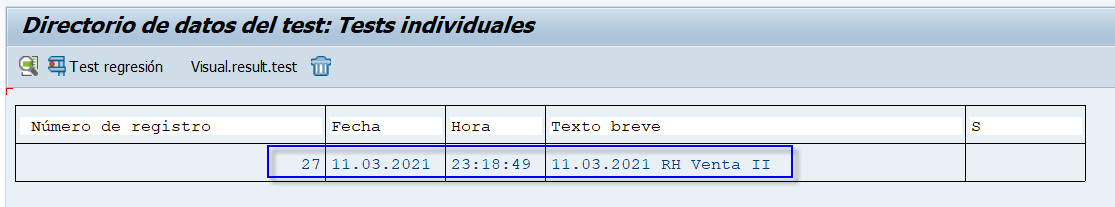 Directorio de datos del test: Tests individuales
Test regresión Visual.result.test
Número de registro Fecha Hora Texto breve S
27 11.03.2021 23:18:49 11.03.2021 RH Venta II